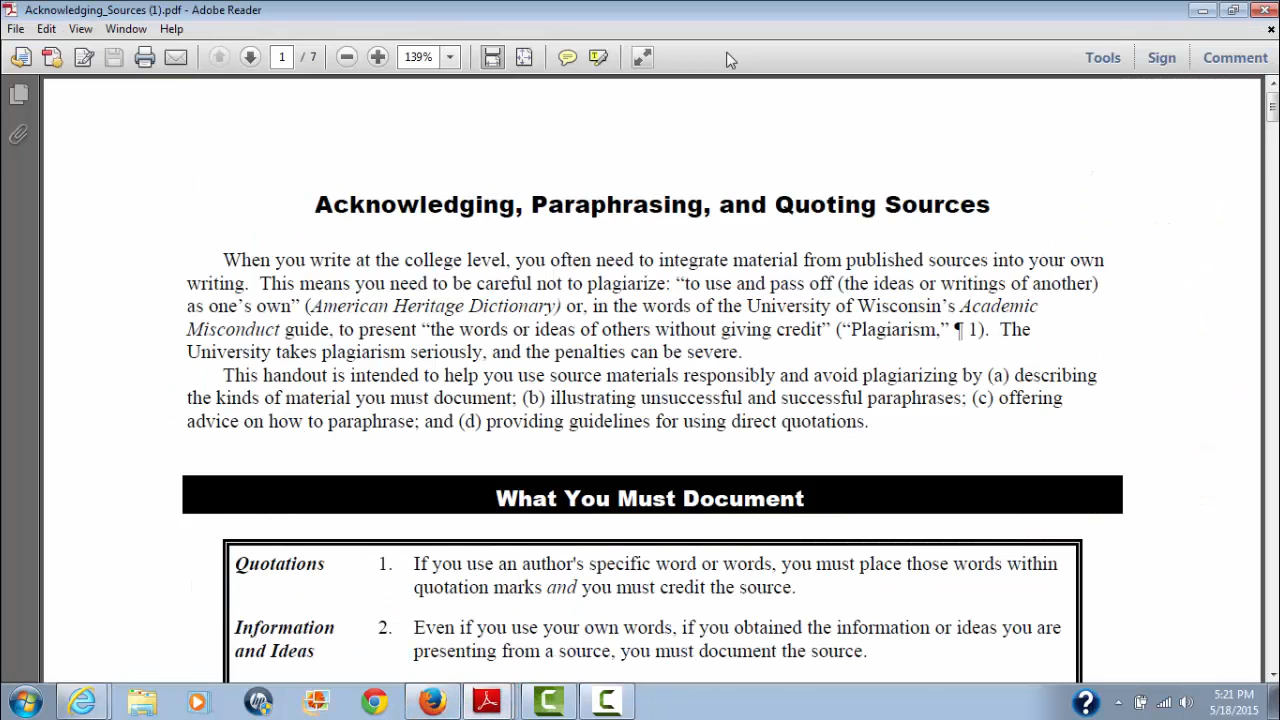 Acknowledging_Sources (1).pdf - Adobe Reader
File Edit View Window Help
1 / 7 139% Tools Sign Comment
Acknowledging, Paraphrasing, and Quoting Sources
When you write at the college level, you often need to integrate material from published sources into your own
writing. This means you need to be careful not to plagiarize: “to use and pass off (the ideas or writings of another)
as one’s own” (American Heritage Dictionary) or, in the words of the University of Wisconsin’s Academic
Misconduct guide, to present “the words or ideas of others without giving credit” (“Plagiarism,” ¶ 1). The
University takes plagiarism seriously, and the penalties can be severe.
This handout is intended to help you use source materials responsibly and avoid plagiarizing by (a) describing
the kinds of material you must document; (b) illustrating unsuccessful and successful paraphrases; (c) offering
advice on how to paraphrase; and (d) providing guidelines for using direct quotations.
What You Must Document
Quotations 1. If you use an author's specific word or words, you must place those words within
quotation marks and you must credit the source.
Information 2. Even if you use your own words, if you obtained the information or ideas you are
and Ideas presenting from a source, you must document the source.
5:21 PM
5/18/2015